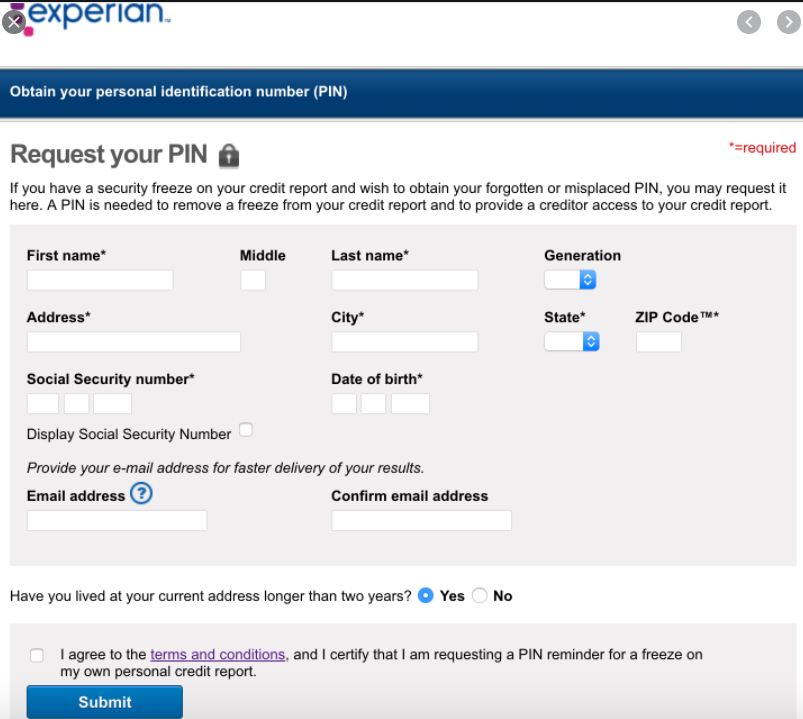 experian™
Obtain your personal identification number (PIN)
Request your PIN
*=required
If you have a security freeze on your credit report and wish to obtain your forgotten or misplaced PIN, you may request it
here. A PIN is needed to remove a freeze from your credit report and to provide a creditor access to your credit report.
First name* Middle Last name* Generation
Address* City* State* ZIP Code™*
Social Security number* Date of birth*
Display Social Security Number
Provide your e-mail address for faster delivery of your results.
Email address ? Confirm email address
Have you lived at your current address longer than two years? Yes No
I agree to the terms and conditions, and I certify that I am requesting a PIN reminder for a freeze on
my own personal credit report.
Submit